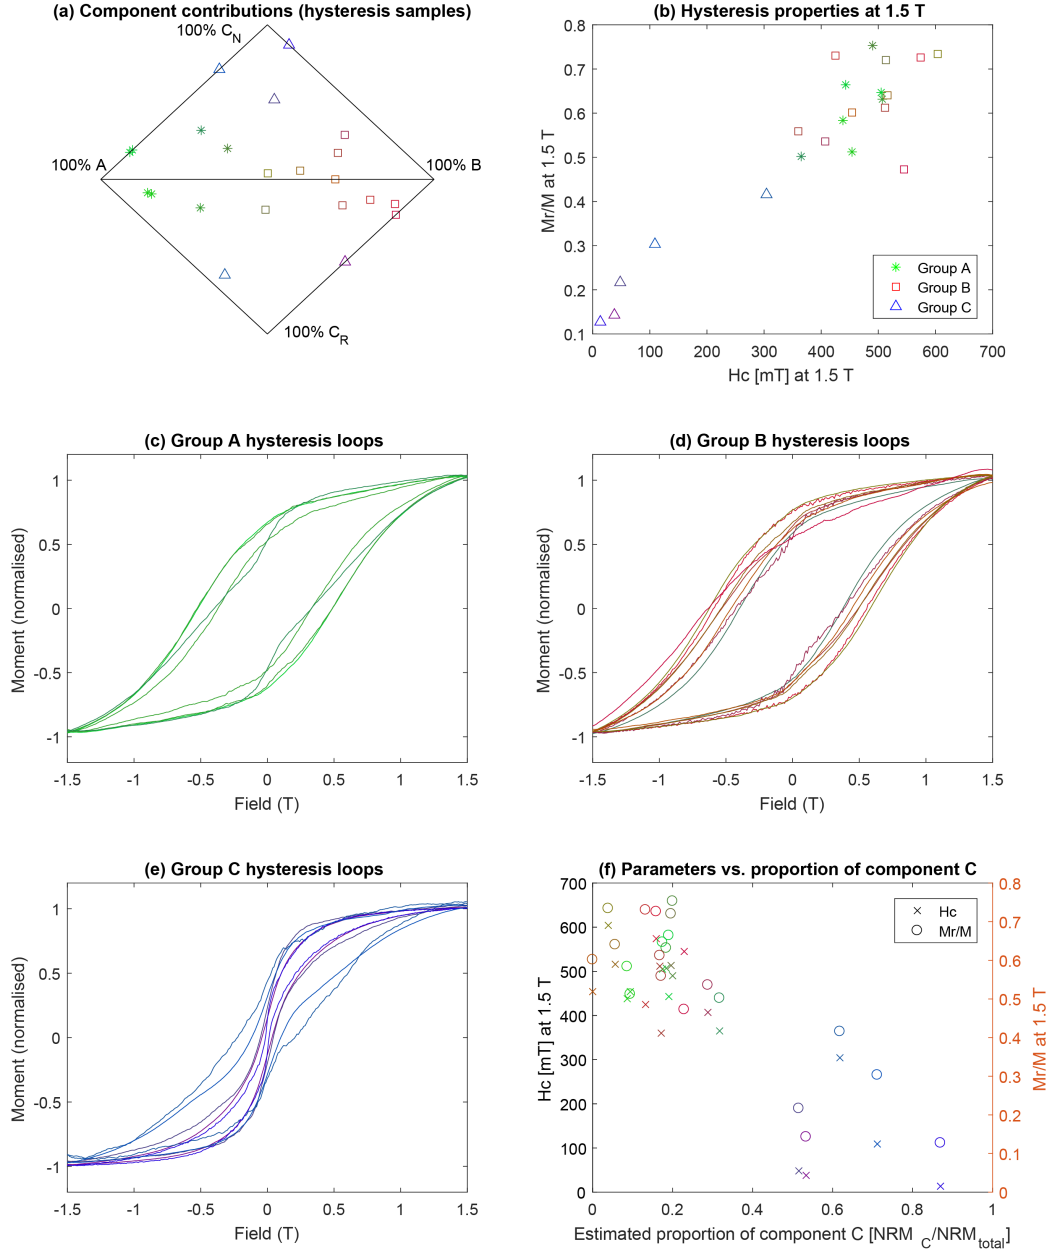 (a) Component contributions (hysteresis samples)
100% C_N
100% A
100% B
100% C_R
(b) Hysteresis properties at 1.5 T
0.8
0.7
0.6
0.5
0.4
0.3
0.2
0.1
Mr/M at 1.5 T
Group A
Group B
Group C
0 100 200 300 400 500 600 700
Hc [mT] at 1.5 T
(c) Group A hysteresis loops
1
0.5
0
-0.5
-1
Moment (normalised)
-1.5 -1 -0.5 0 0.5 1 1.5
Field (T)
(d) Group B hysteresis loops
1
0.5
0
-0.5
-1
Moment (normalised)
-1.5 -1 -0.5 0 0.5 1 1.5
Field (T)
(e) Group C hysteresis loops
1
0.5
0
-0.5
-1
Moment (normalised)
-1.5 -1 -0.5 0 0.5 1 1.5
Field (T)
(f) Parameters vs. proportion of component C
700
600
500
400
300
200
100
0
Hc [mT] at 1.5 T
Hc
Mr/M
0.8
0.7
0.6
0.5
0.4
0.3
0.2
0.1
0
Mr/M at 1.5 T
0 0.2 0.4 0.6 0.8 1
Estimated proportion of component C [NRM_C/NRM_total]